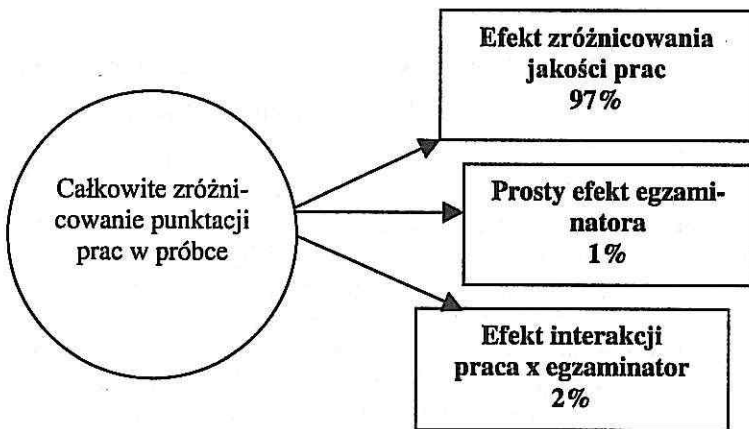 Efekt zróżnicowania
jakości prac
97%
Całkowite zróżni-
cowanie punktacji
prac w próbce
Prosty efekt egzami-
natora
1%
Efekt interakcji
praca x egzaminator
2%